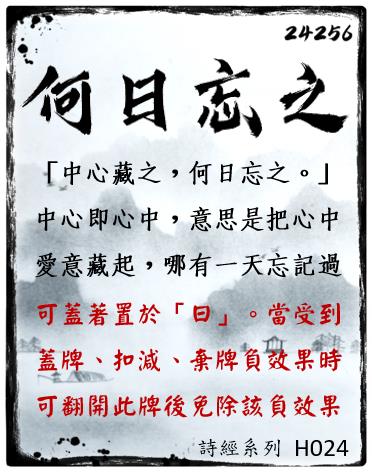 24256
何日忘之
「中心藏之，何日忘之。」
中心即心中，意思是把心中
愛意藏起，哪有一天忘記過
可蓋著置於「日」。當受到
蓋牌、扣減、棄牌負效果時
可翻開此牌後免除該負效果
詩經系列 H024